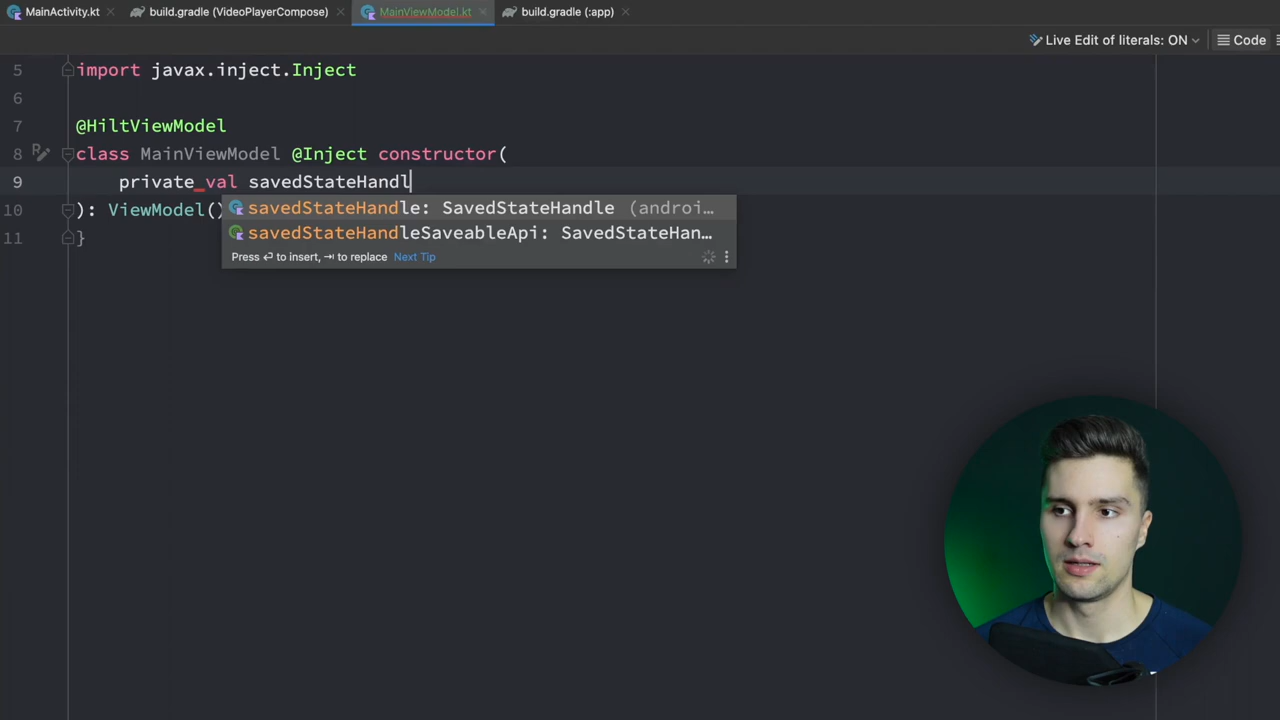 MainActivity.kt build.gradle (VideoPlayerCompose) MainViewModel.kt build.gradle (:app)
Live Edit of literals: ON Code
5 import javax.inject.Inject
6
7 @HiltViewModel
8 class MainViewModel @Inject constructor(
9 private val savedStateHandl
savedStateHandle: SavedStateHandle (androi…
savedStateHandleSaveableApi: SavedStateHan…
Press ⏎ to insert, ⇥ to replace Next Tip
10 ): ViewModel()
11 }